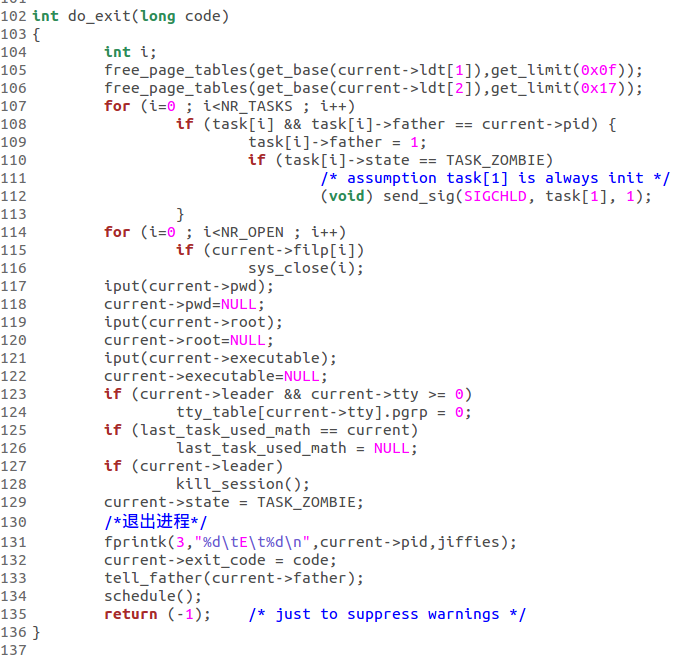 102 int do_exit(long code)
103 {
104         int i;
105         free_page_tables(get_base(current->ldt[1]),get_limit(0x0f));
106         free_page_tables(get_base(current->ldt[2]),get_limit(0x17));
107         for (i=0 ; i<NR_TASKS ; i++)
108                 if (task[i] && task[i]->father == current->pid) {
109                         task[i]->father = 1;
110                         if (task[i]->state == TASK_ZOMBIE)
111                                 /* assumption task[1] is always init */
112                                 (void) send_sig(SIGCHLD, task[1], 1);
113                 }
114         for (i=0 ; i<NR_OPEN ; i++)
115                 if (current->filp[i])
116                         sys_close(i);
117         iput(current->pwd);
118         current->pwd=NULL;
119         iput(current->root);
120         current->root=NULL;
121         iput(current->executable);
122         current->executable=NULL;
123         if (current->leader && current->tty >= 0)
124                 tty_table[current->tty].pgrp = 0;
125         if (last_task_used_math == current)
126                 last_task_used_math = NULL;
127         if (current->leader)
128                 kill_session();
129         current->state = TASK_ZOMBIE;
130         /*退出进程*/
131         fprintk(3,"%d\tE\t%d\n",current->pid,jiffies);
132         current->exit_code = code;
133         tell_father(current->father);
134         schedule();
135         return (-1);    /* just to suppress warnings */
136 }
137